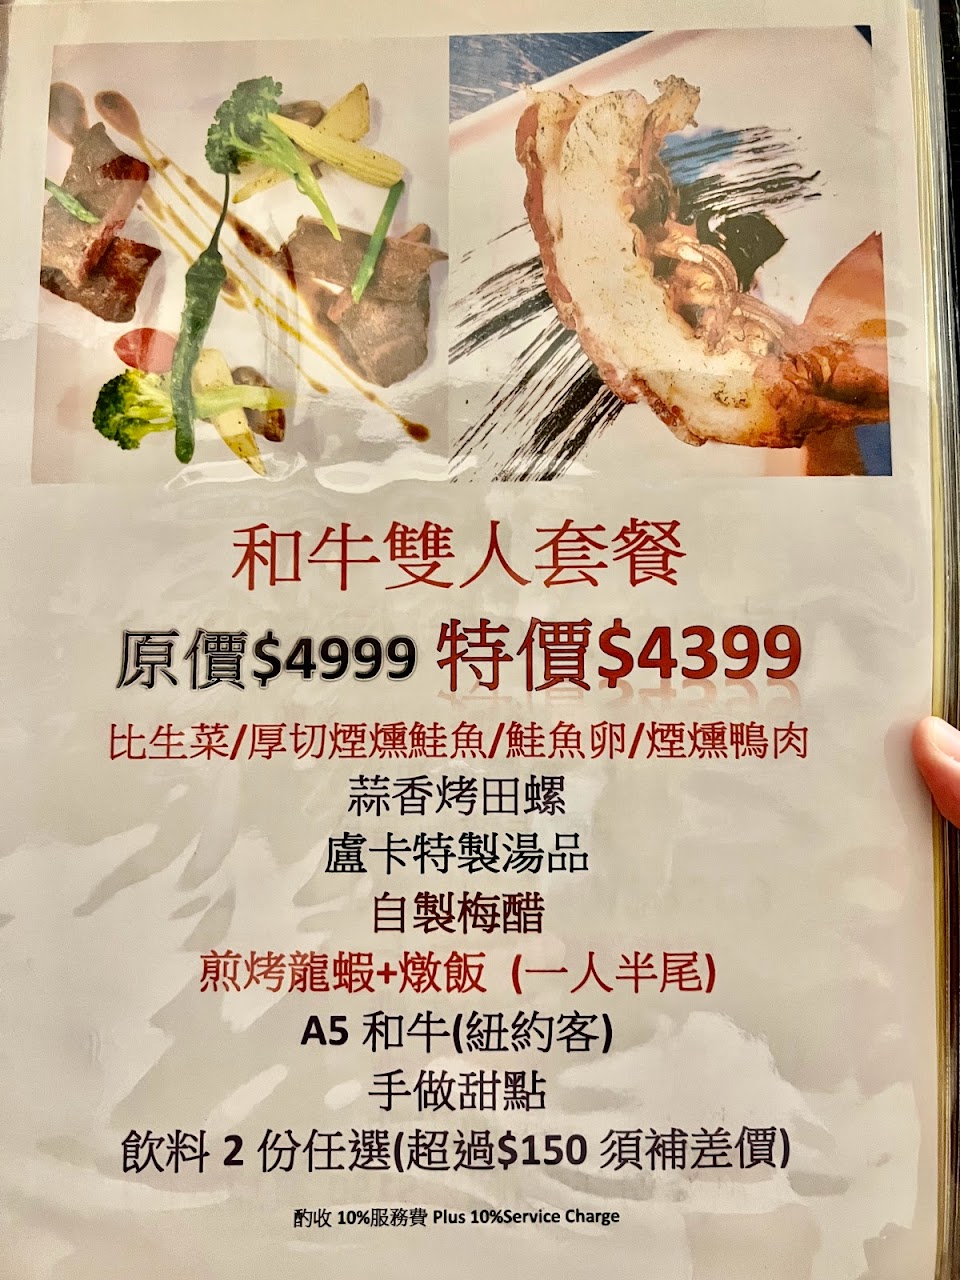 和牛雙人套餐
原價$4999 特價$4399
比生菜/厚切煙燻鮭魚/鮭魚卵/煙燻鴨肉
蒜香烤田螺
盧卡特製湯品
自製梅醋
煎烤龍蝦+燉飯 (一人半尾)
A5 和牛(紐約客)
手做甜點
飲料 2 份任選(超過$150 須補差價)
酌收 10%服務費 Plus 10%Service Charge